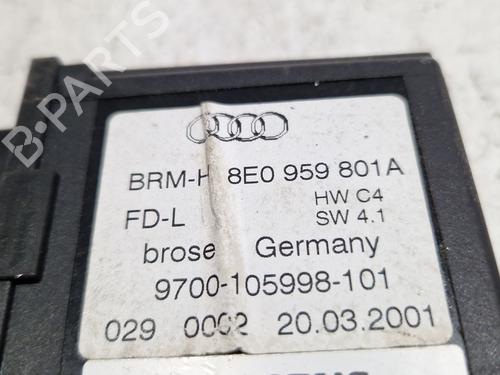 BRM-H 8E0 959 801A
FD-L HW C4
SW 4.1
brose Germany
9700-105998-101
029 0002 20.03.2001
B-PARTS